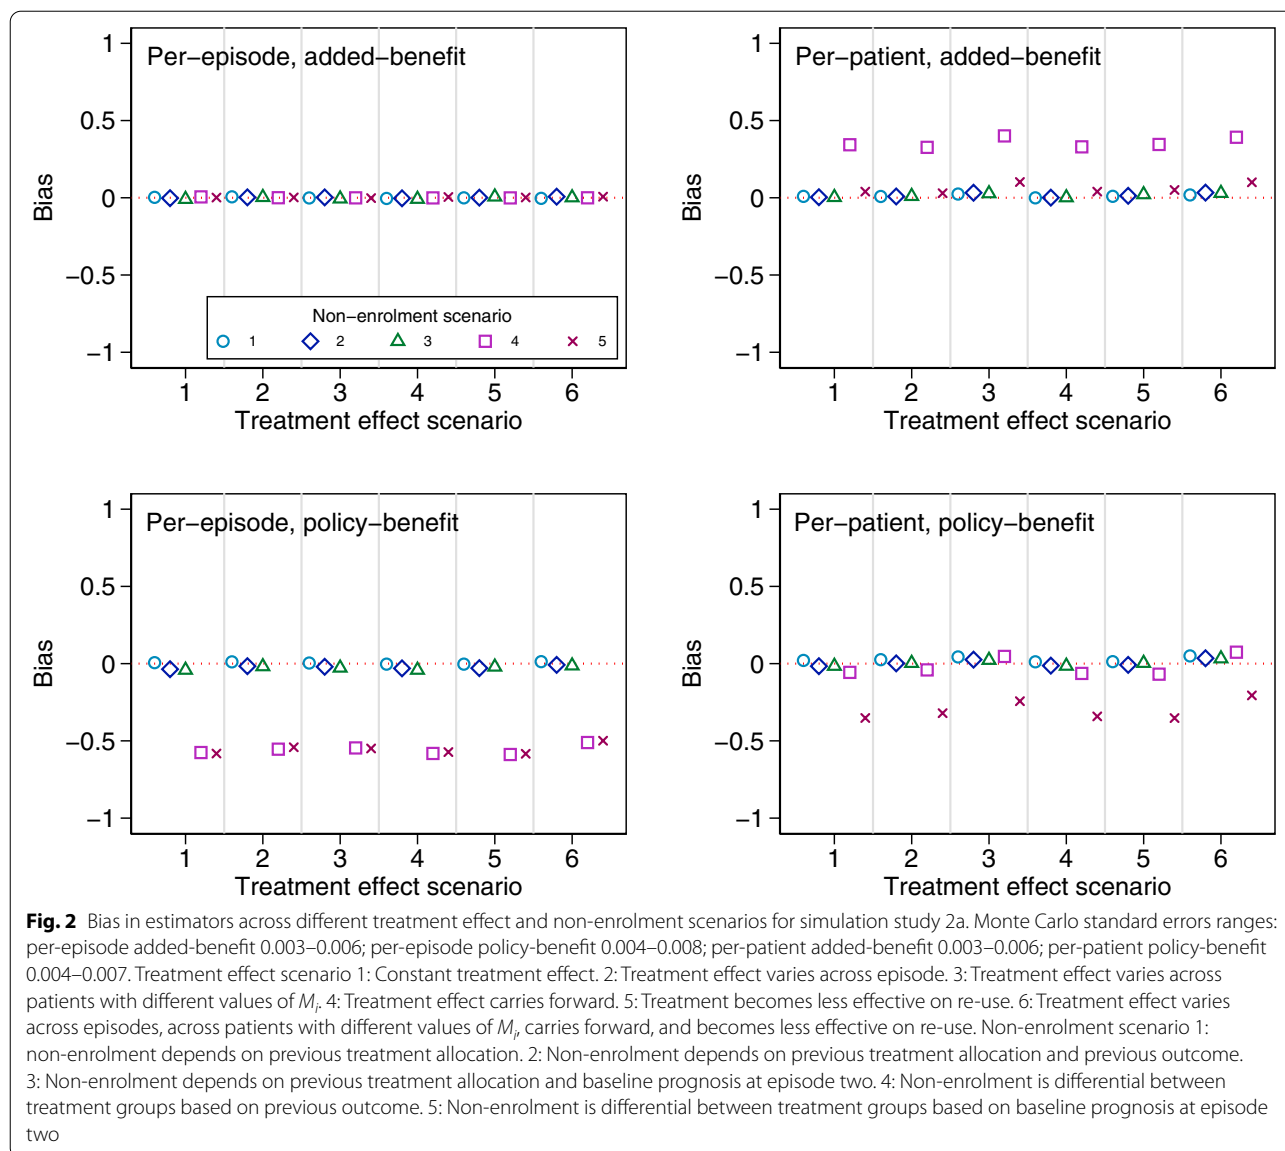 Per−episode, added−benefit
1
0.5
0
−0.5
−1
Bias
Non−enrolment scenario
1 2 3 4 5
1 2 3 4 5 6
Treatment effect scenario
Per−patient, added−benefit
1
0.5
0
−0.5
−1
Bias
1 2 3 4 5 6
Treatment effect scenario
Per−episode, policy−benefit
1
0.5
0
−0.5
−1
Bias
1 2 3 4 5 6
Treatment effect scenario
Per−patient, policy−benefit
1
0.5
0
−0.5
−1
Bias
1 2 3 4 5 6
Treatment effect scenario
Fig. 2 Bias in estimators across different treatment effect and non-enrolment scenarios for simulation study 2a. Monte Carlo standard errors ranges:
per-episode added-benefit 0.003–0.006; per-episode policy-benefit 0.004–0.008; per-patient added-benefit 0.003–0.006; per-patient policy-benefit
0.004–0.007. Treatment effect scenario 1: Constant treatment effect. 2: Treatment effect varies across episode. 3: Treatment effect varies across
patients with different values of Mi. 4: Treatment effect carries forward. 5: Treatment becomes less effective on re-use. 6: Treatment effect varies
across episodes, across patients with different values of Mi, carries forward, and becomes less effective on re-use. Non-enrolment scenario 1:
non-enrolment depends on previous treatment allocation. 2: Non-enrolment depends on previous treatment allocation and previous outcome.
3: Non-enrolment depends on previous treatment allocation and baseline prognosis at episode two. 4: Non-enrolment is differential between
treatment groups based on previous outcome. 5: Non-enrolment is differential between treatment groups based on baseline prognosis at episode
two